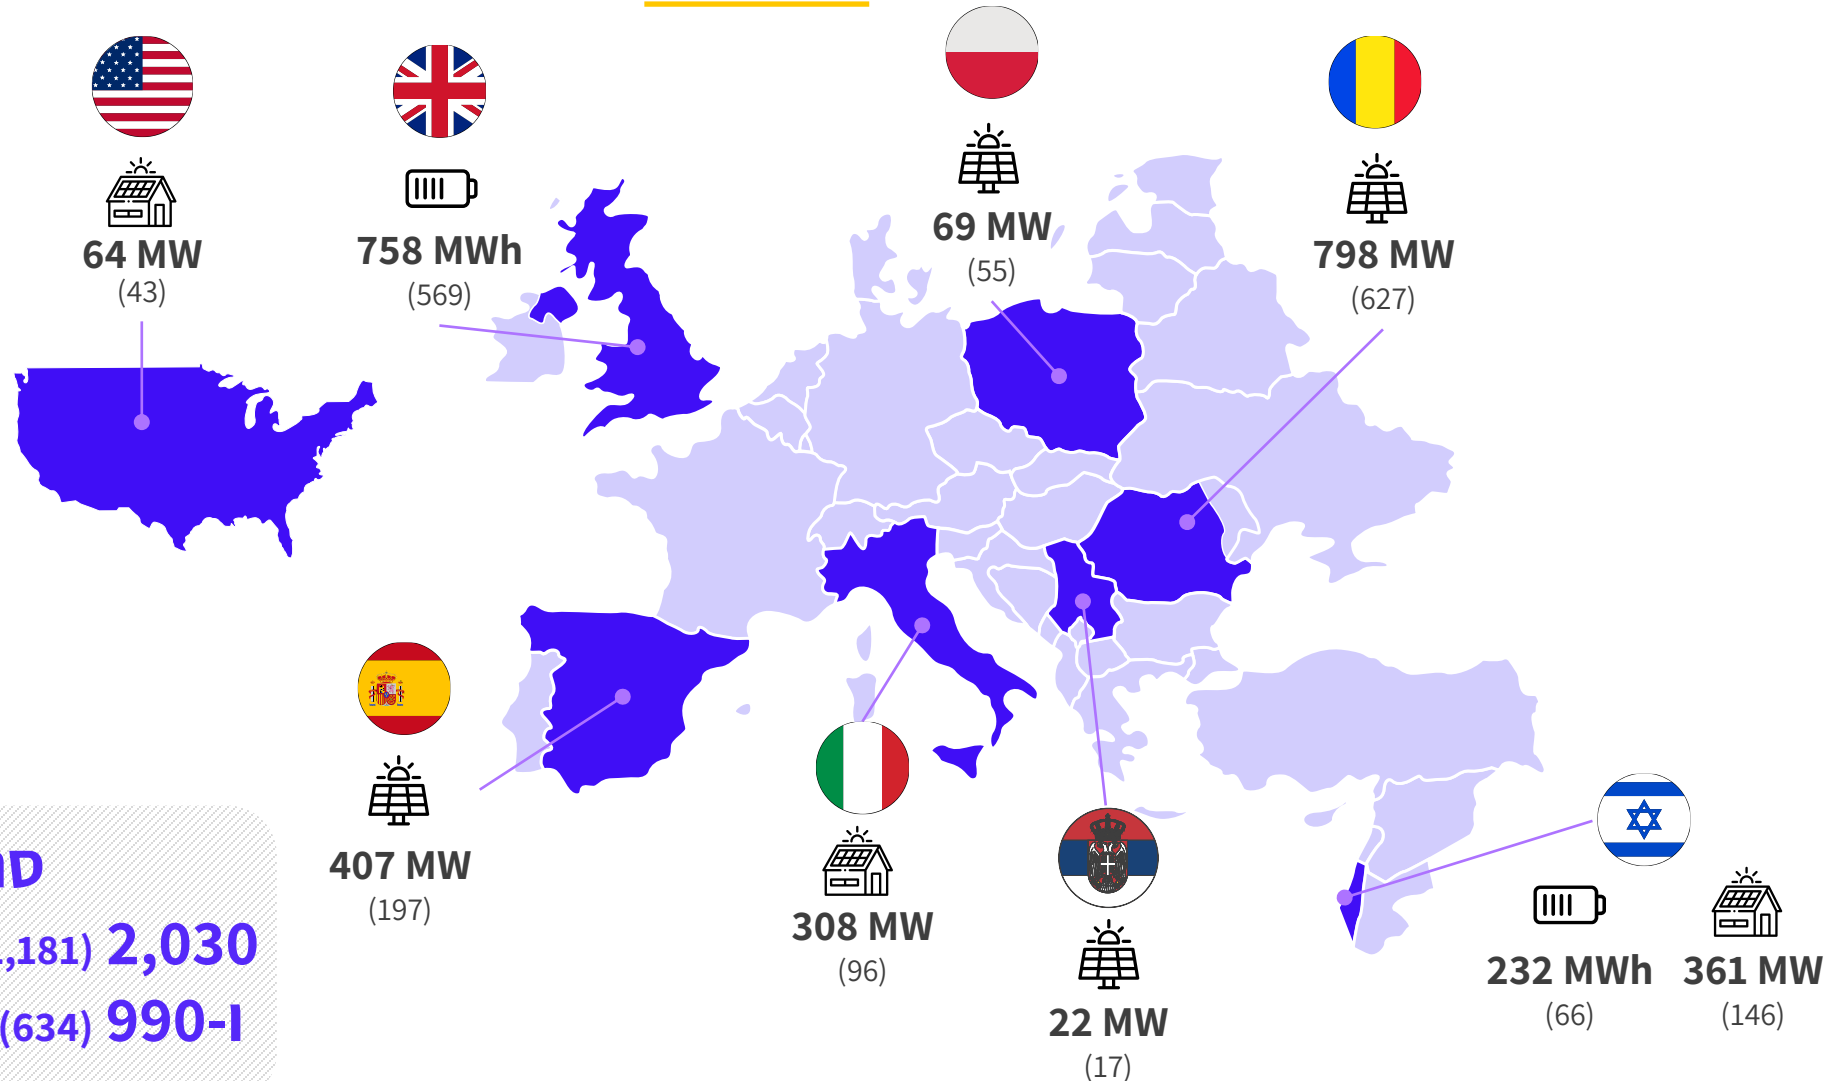 64 MW
(43)
758 MWh
(569)
69 MW
(55)
798 MW
(627)
407 MW
(197)
308 MW
(96)
22 MW
(17)
232 MWh
(66)
361 MW
(146)
,181) 2,030
(634) 990-ו